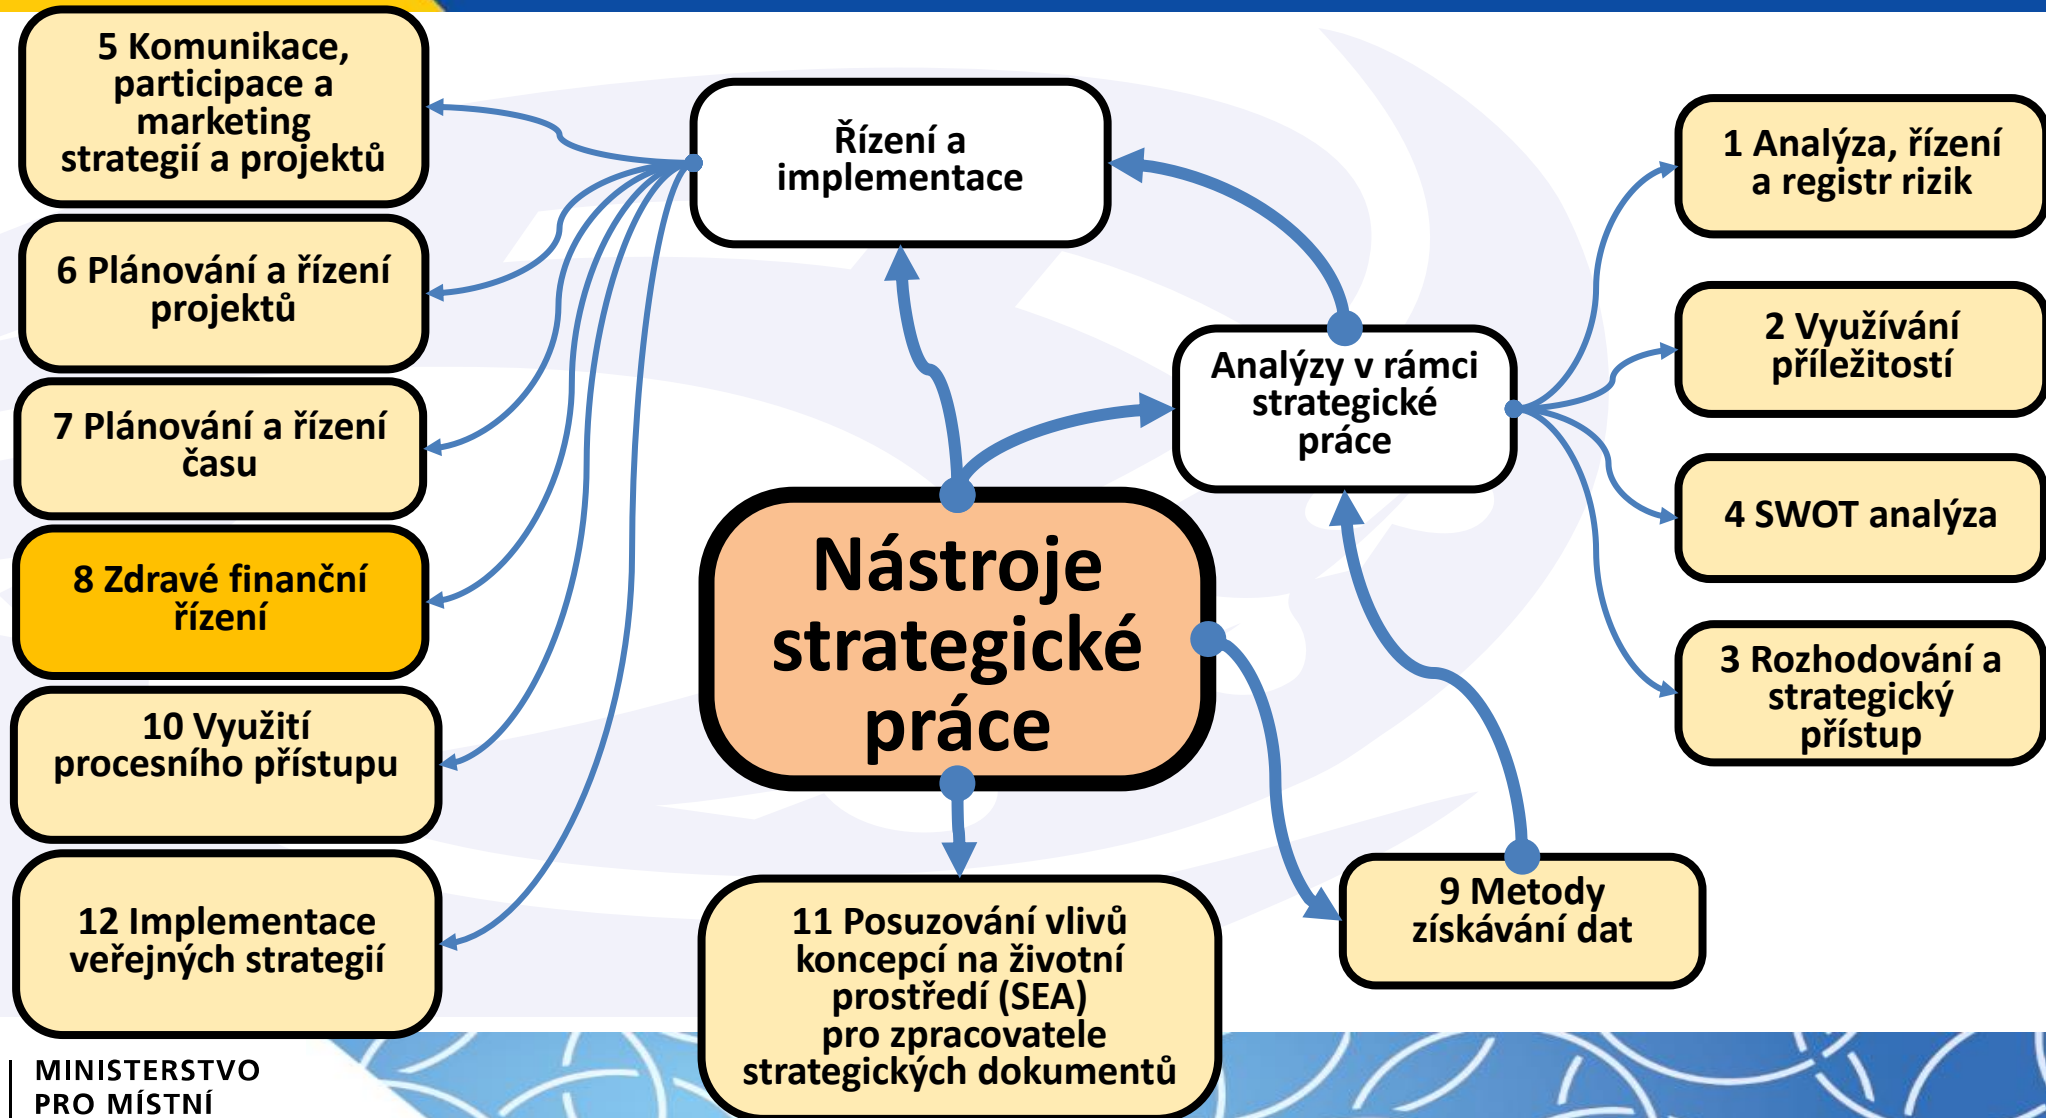 5 Komunikace,
participace a
marketing
strategií a projektů
6 Plánování a řízení
projektů
7 Plánování a řízení
času
8 Zdravé finanční
řízení
10 Využití
procesního přístupu
12 Implementace
veřejných strategií
Řízení a
implementace
Analýzy v rámci
strategické
práce
Nástroje
strategické
práce
11 Posuzování vlivů
koncepcí na životní
prostředí (SEA)
pro zpracovatele
strategických dokumentů
9 Metody
získávání dat
1 Analýza, řízení
a registr rizik
2 Využívání
příležitostí
4 SWOT analýza
3 Rozhodování a
strategický
přístup
MINISTERSTVO
PRO MÍSTNÍ